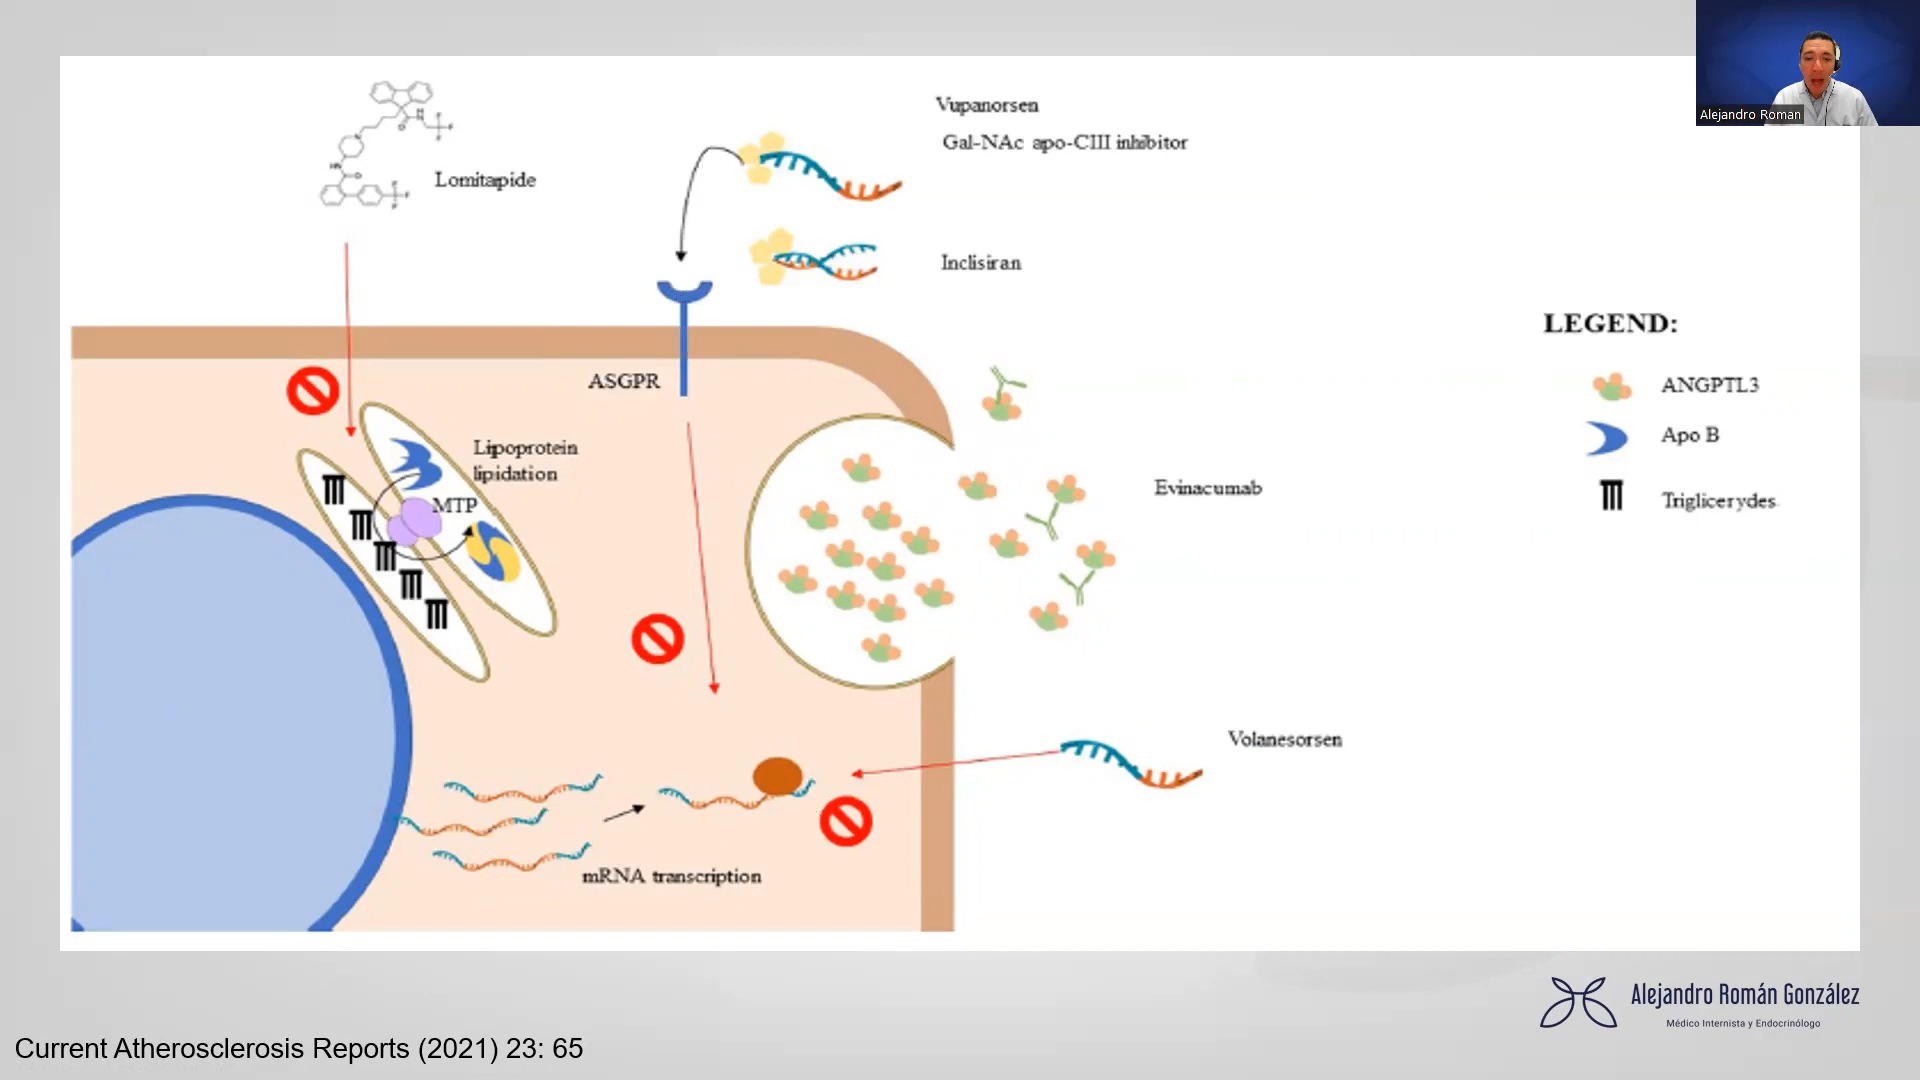 Alejandro Roman
Vupanorsen
Gal-NAc apo-CIII inhibitor
Lomitapide
Inclisiran
LEGEND:
ASGPR
ANGPTL3
Apo B
Lipoprotein
lipidation
MTP
Evinacumab
Triglicerydes
Volanesorsen
mRNA transcription
Alejandro Román González
Médico Internista y Endocrinólogo
Current Atherosclerosis Reports (2021) 23: 65